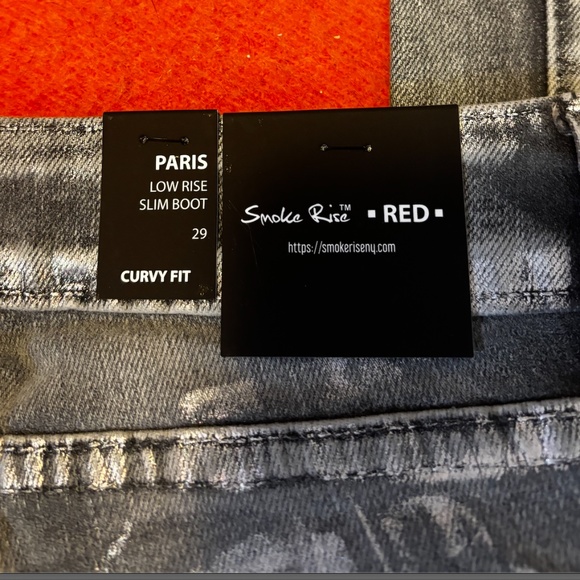 PARIS
LOW RISE
SLIM BOOT
29
CURVY FIT
Smoke Rise™ ▪ RED ▪
https://smokeriseny.com